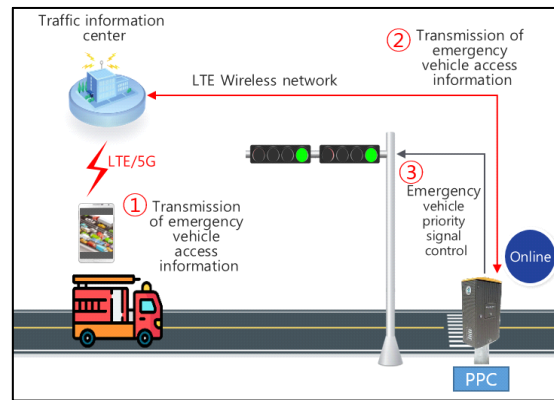 Traffic information
center
② Transmission of
emergency
vehicle access
information
LTE Wireless network
LTE/5G
① Transmission
of emergency
vehicle
access
information
③
Emergency
vehicle
priority
signal
control
Online
PPC